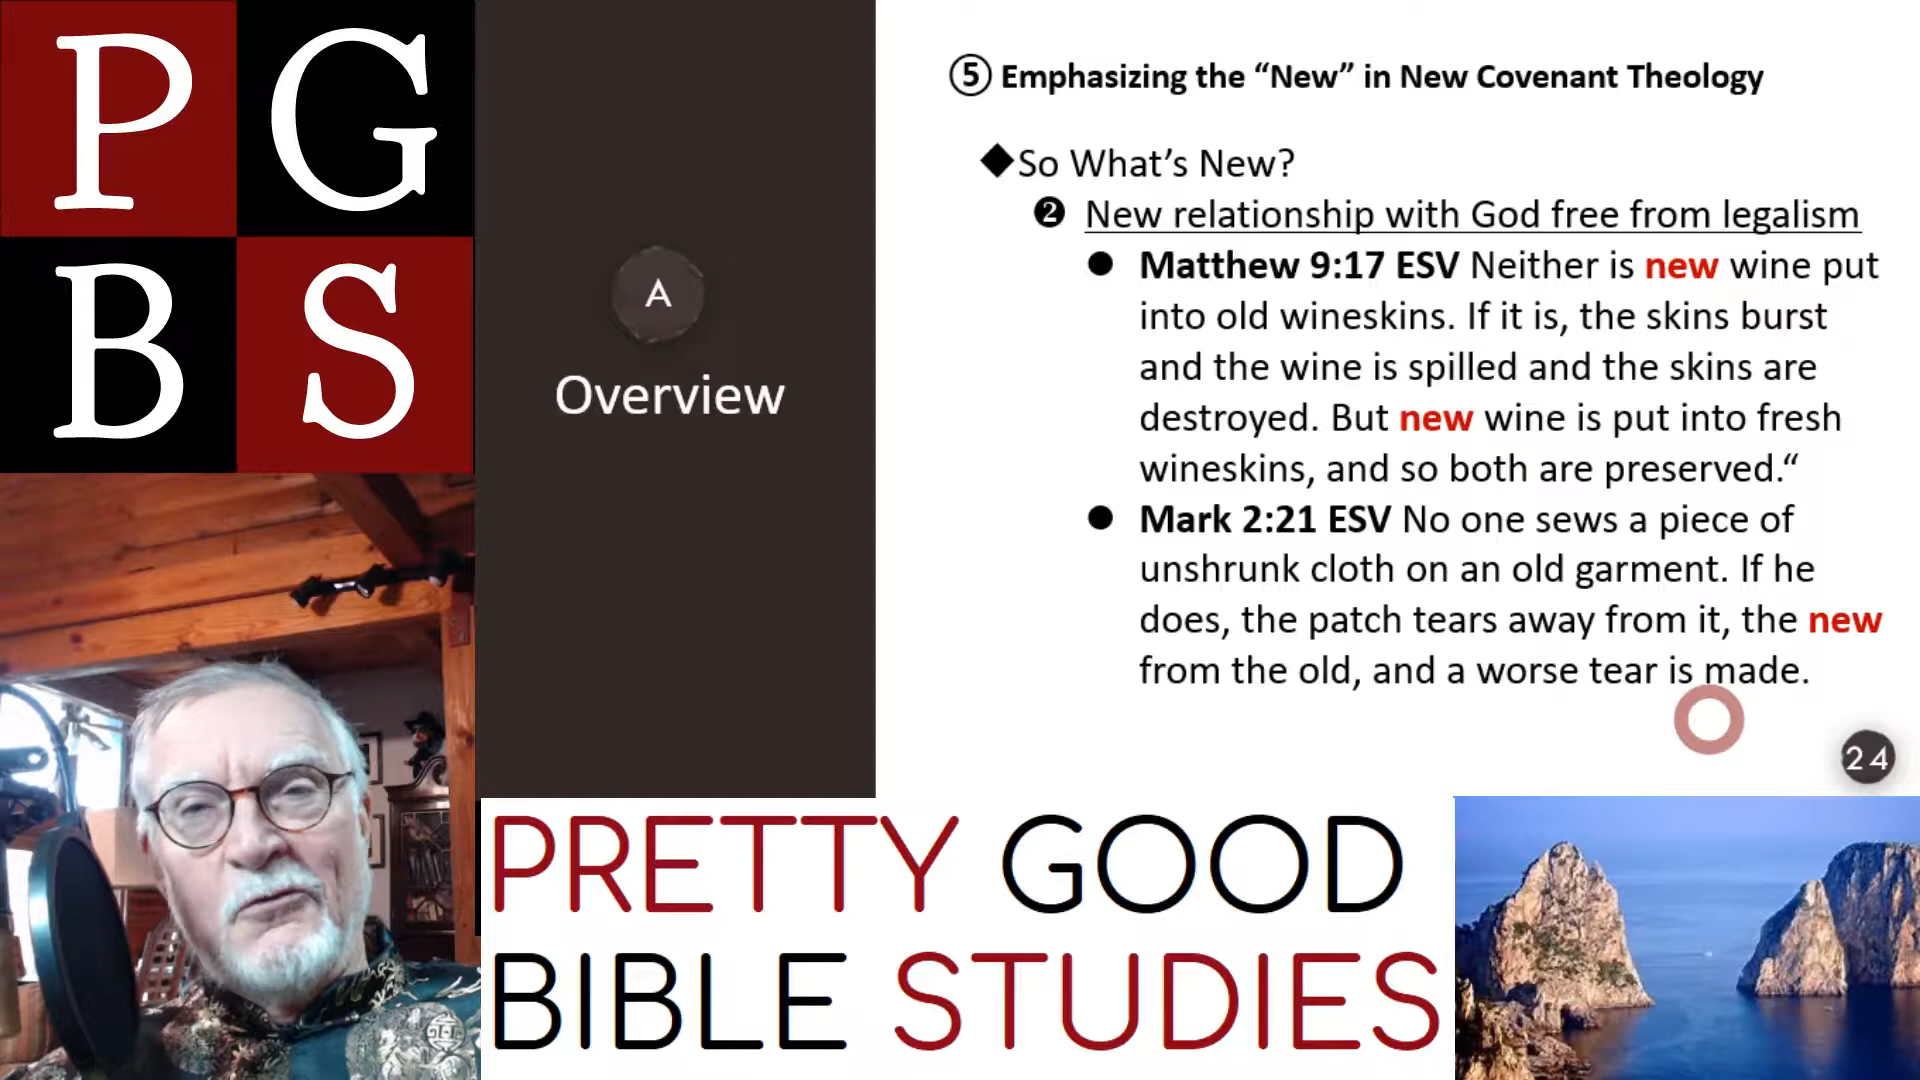 P G
B S
A
Overview
⑤ Emphasizing the “New” in New Covenant Theology
◆So What’s New?
❷ New relationship with God free from legalism
● Matthew 9:17 ESV Neither is new wine put
into old wineskins. If it is, the skins burst
and the wine is spilled and the skins are
destroyed. But new wine is put into fresh
wineskins, and so both are preserved.“
● Mark 2:21 ESV No one sews a piece of
unshrunk cloth on an old garment. If he
does, the patch tears away from it, the new
from the old, and a worse tear is made.
24
PRETTY GOOD
BIBLE STUDIES